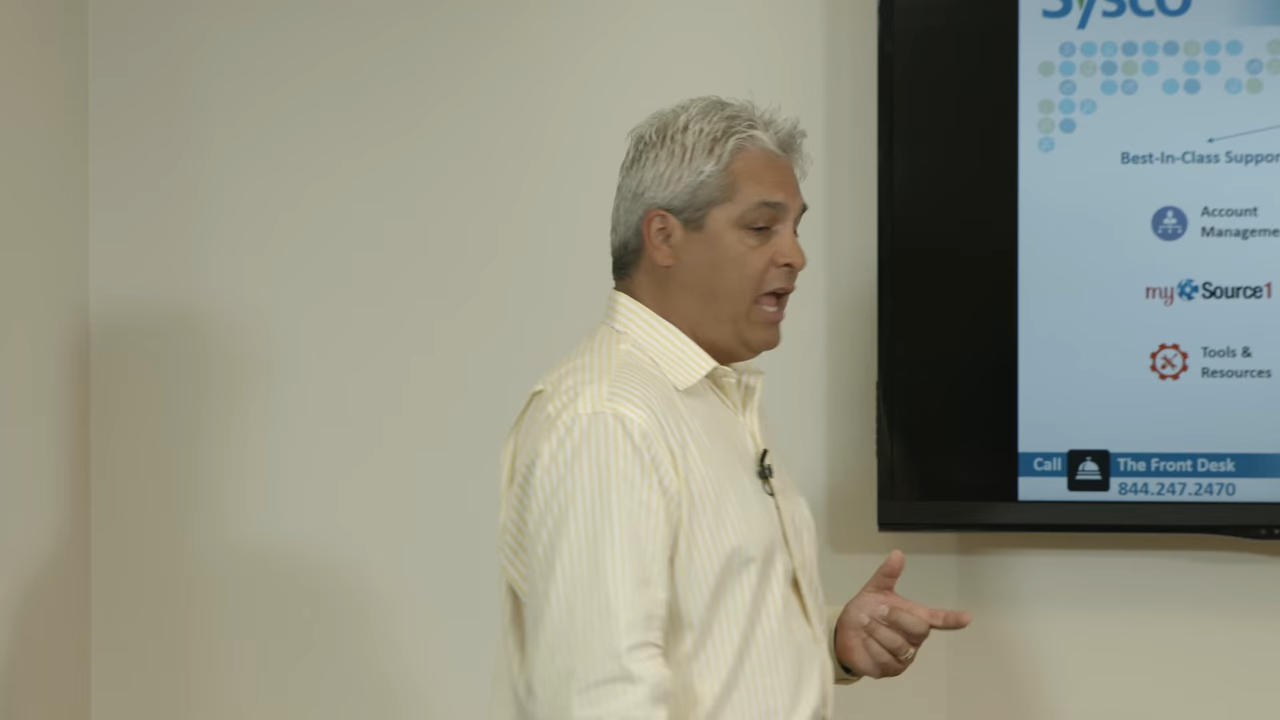 Sysco
Best-In-Class Suppor
Account
Manageme
my Source1
Tools &
Resources
Call The Front Desk
844.247.2470